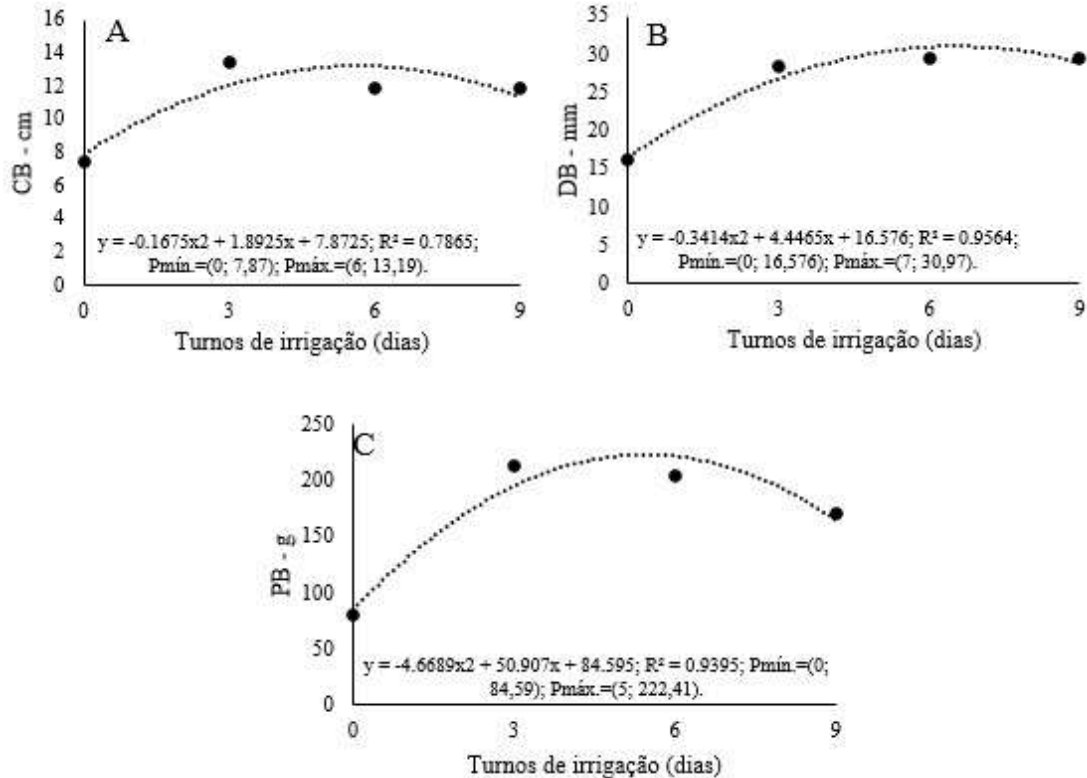 A
CB - cm
16
14
12
10
8
6
4
2
0
y = -0.1675x2 + 1.8925x + 7.8725; R² = 0.7865;
Pmín.=(0; 7,87); Pmáx.=(6; 13,19).
0 3 6 9
Turnos de irrigação (dias)
B
DB - mm
35
30
25
20
15
10
5
0
y = -0.3414x2 + 4.4465x + 16.576; R² = 0.9564;
Pmín.=(0; 16,576); Pmáx.=(7; 30,97).
0 3 6 9
Turnos de irrigação (dias)
C
PB - g
250
200
150
100
50
0
y = -4.6689x2 + 50.907x + 84.595; R² = 0.9395; Pmín.=(0;
84,59); Pmáx.=(5; 222,41).
0 3 6 9
Turnos de irrigação (dias)